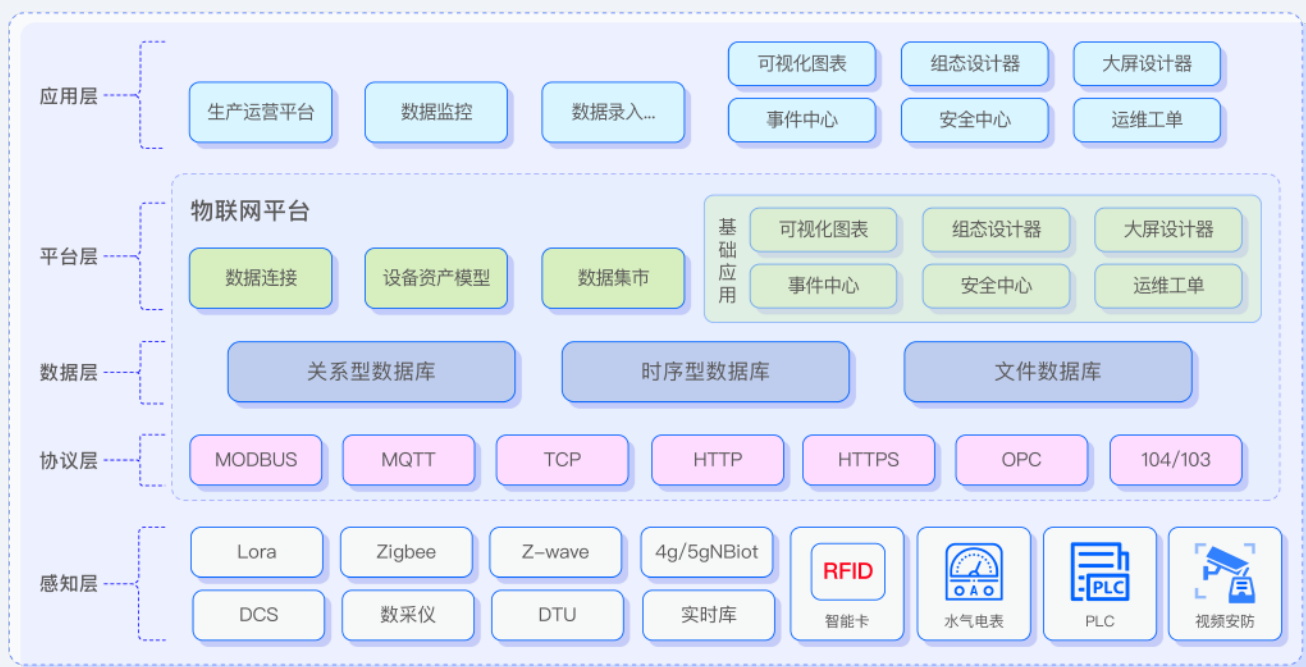 应用层
生产运营平台
数据监控
数据录入...
可视化图表
组态设计器
大屏设计器
事件中心
安全中心
运维工单
平台层
物联网平台
数据连接
设备资产模型
数据集市
基础应用
可视化图表
组态设计器
大屏设计器
事件中心
安全中心
运维工单
数据层
关系型数据库
时序型数据库
文件数据库
协议层
MODBUS
MQTT
TCP
HTTP
HTTPS
OPC
104/103
感知层
Lora
Zigbee
Z-wave
4g/5gNBiot
DCS
数采仪
DTU
实时库
RFID
智能卡
OAO
水气电表
PLC
PLC
视频安防